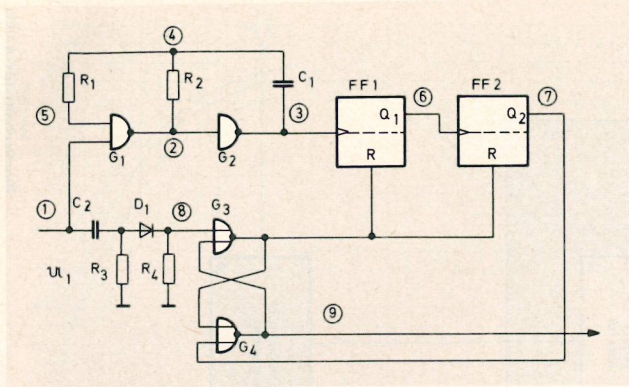 ④
R₁
R₂
C₁
FF1
FF2
⑤
③
⑥
⑦
Q₁
Q₂
G₁
②
G₂
R
R
①
C₂
D₁
⑧
G₃
u₁
R₃
R₄
⑨
G₄